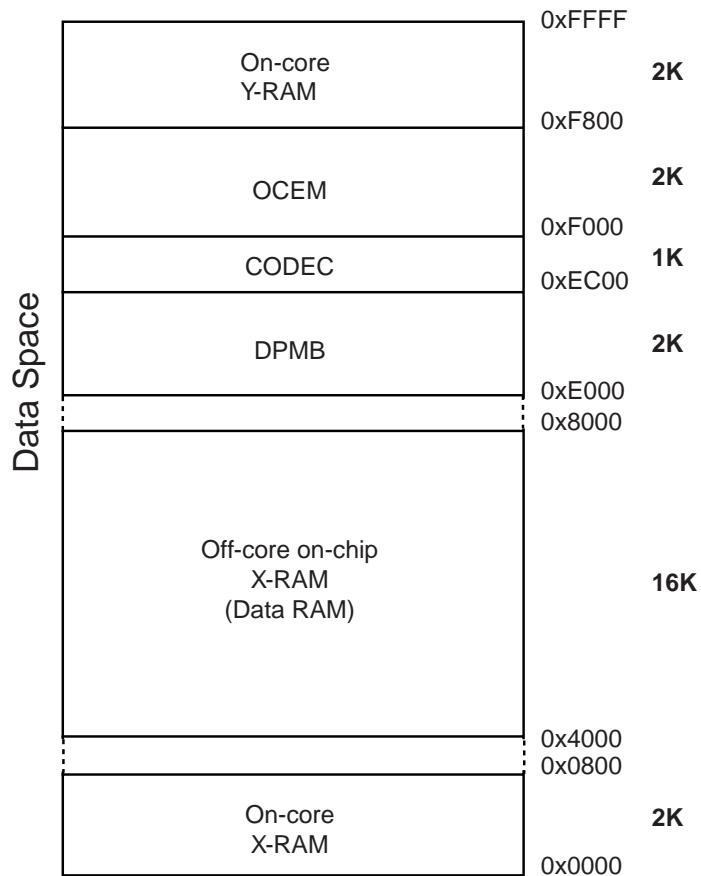 0xFFFF
On-core
Y-RAM
2K
0xF800
OCEM
2K
0xF000
CODEC
1K
0xEC00
DPMB
2K
0xE000
0x8000
Data Space
Off-core on-chip
X-RAM
(Data RAM)
16K
0x4000
0x0800
On-core
X-RAM
2K
0x0000